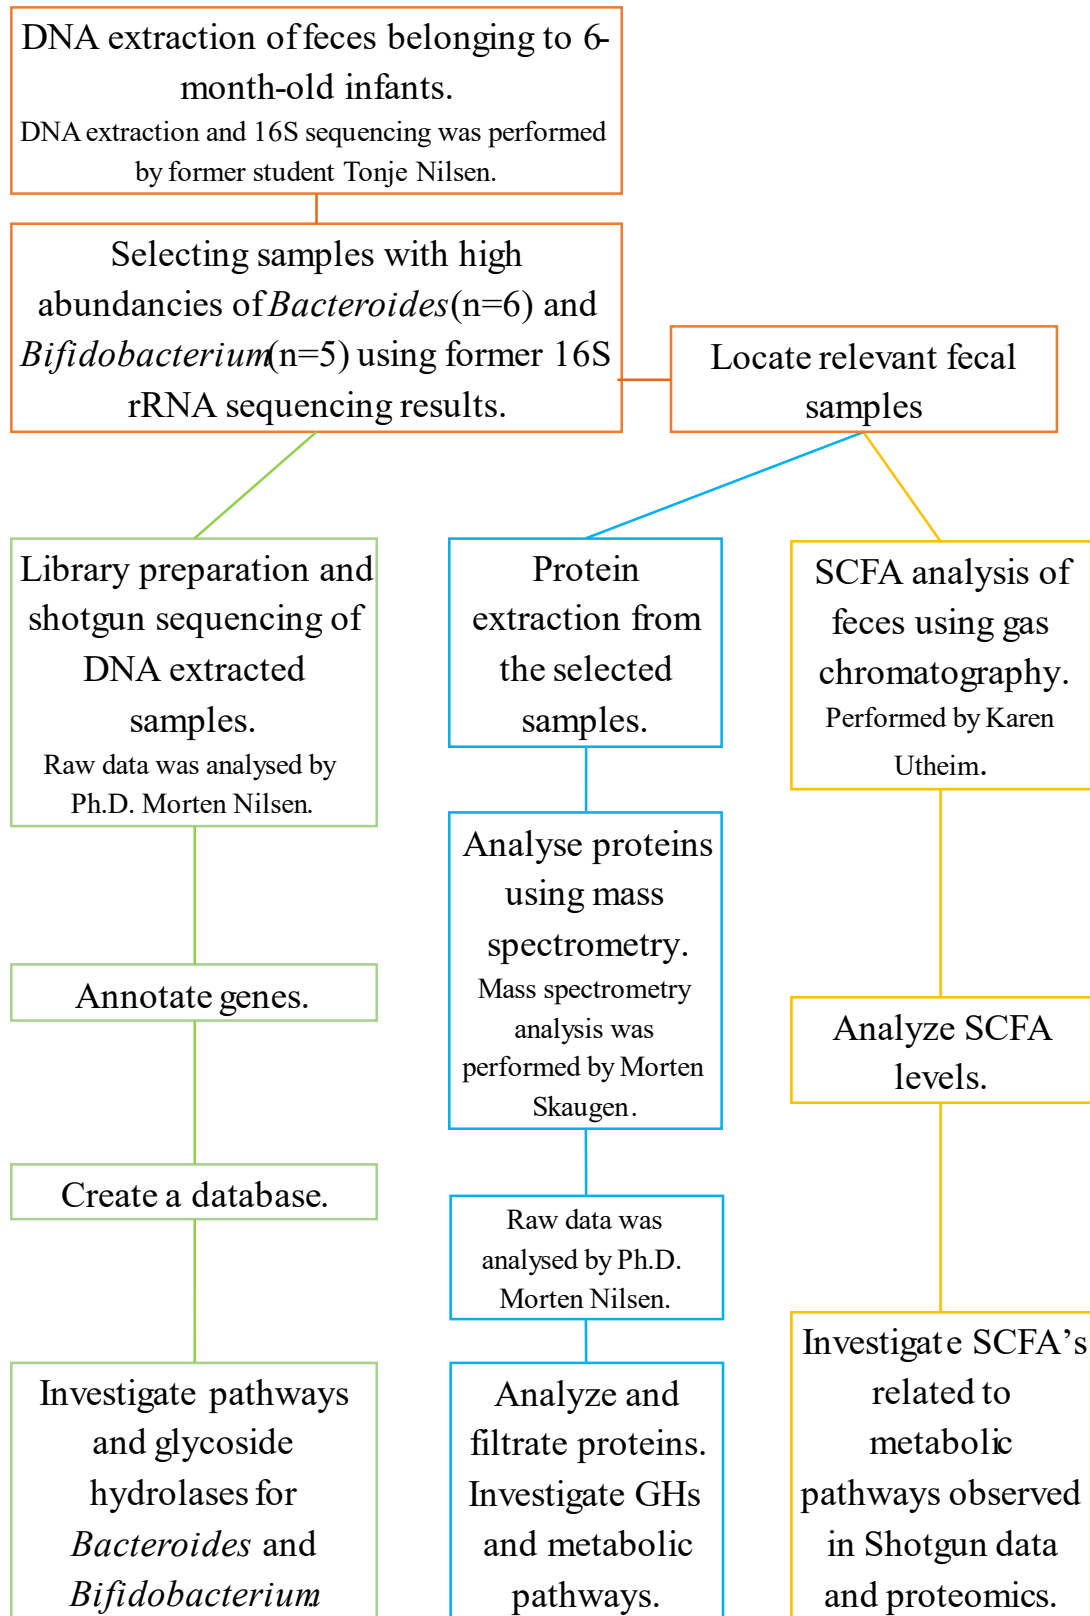 DNA extraction of feces belonging to 6-
month-old infants.
DNA extraction and 16S sequencing was performed
by former student Tonje Nilsen.
Selecting samples with high
abundancies of Bacteroides (n=6) and
Bifidobacterium (n=5) using former 16S
rRNA sequencing results.
Locate relevant fecal
samples
Library preparation and
shotgun sequencing of
DNA extracted
samples.
Raw data was analysed by
Ph.D. Morten Nilsen.
Annotate genes.
Create a database.
Investigate pathways
and glycoside
hydrolases for
Bacteroides and
Bifidobacterium.
Protein
extraction from
the selected
samples.
Analyse proteins
using mass
spectrometry.
Mass spectrometry
analysis was
performed by Morten
Skaugen.
Raw data was
analysed by Ph.D.
Morten Nilsen.
Analyze and
filtrate proteins.
Investigate GHs
and metabolic
pathways.
SCFA analysis of
feces using gas
chromatography.
Performed by Karen
Utheim.
Analyze SCFA
levels.
Investigate SCFA's
related to
metabolic
pathways observed
in Shotgun data
and proteomics.